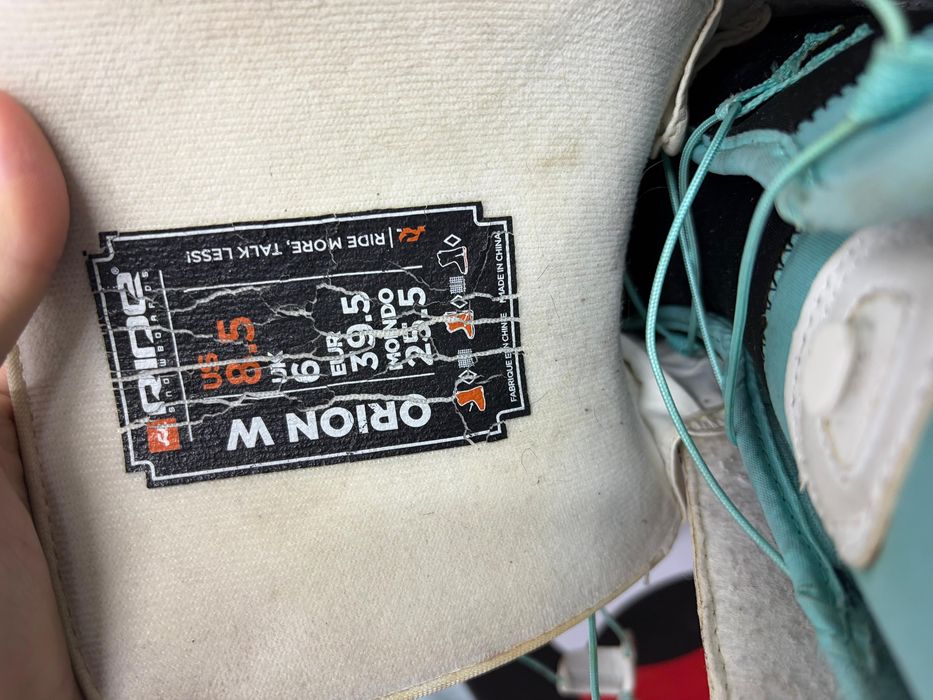 RIDE®
SNOWBOARDS
US
8.5
UK
6
EUR
39.5
MONDO
25.5
ORION W
RIDE MORE, TALK LESS!
FABRIQUE EN CHINE MADE IN CHINA